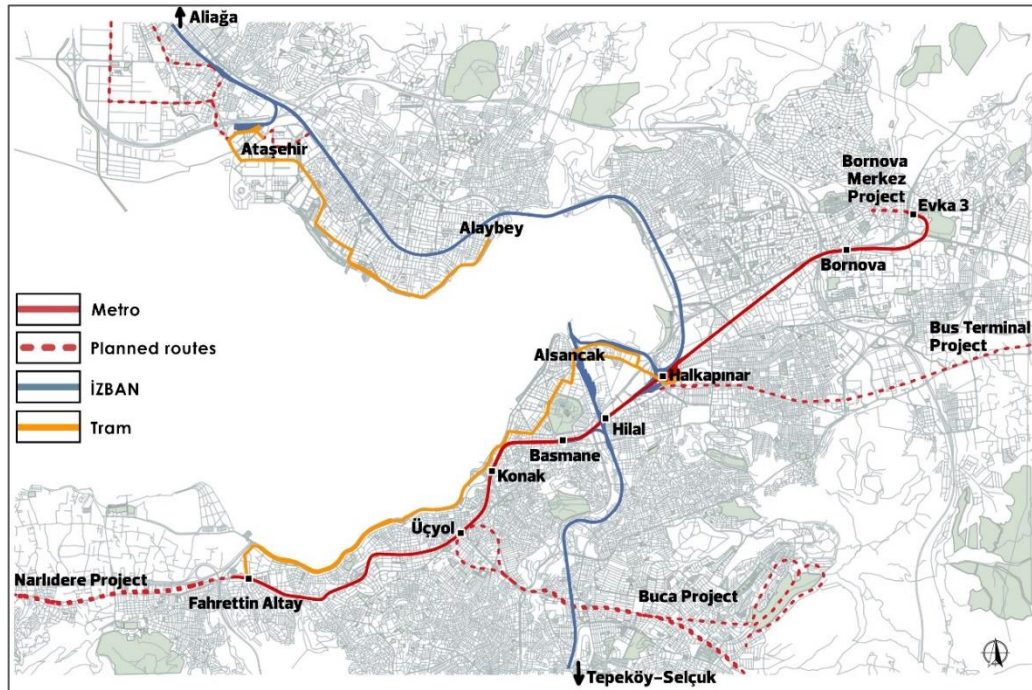 Aliağa
Ataşehir
Alaybey
Bornova
Merkez
Project
Evka 3
Bornova
Metro
Planned routes
İZBAN
Tram
Bus Terminal
Project
Alsancak
Halkapınar
Hilal
Basmane
Konak
Üçyol
Narlıdere Project
Fahrettin Altay
Buca Project
Tepeköy-Selçuk